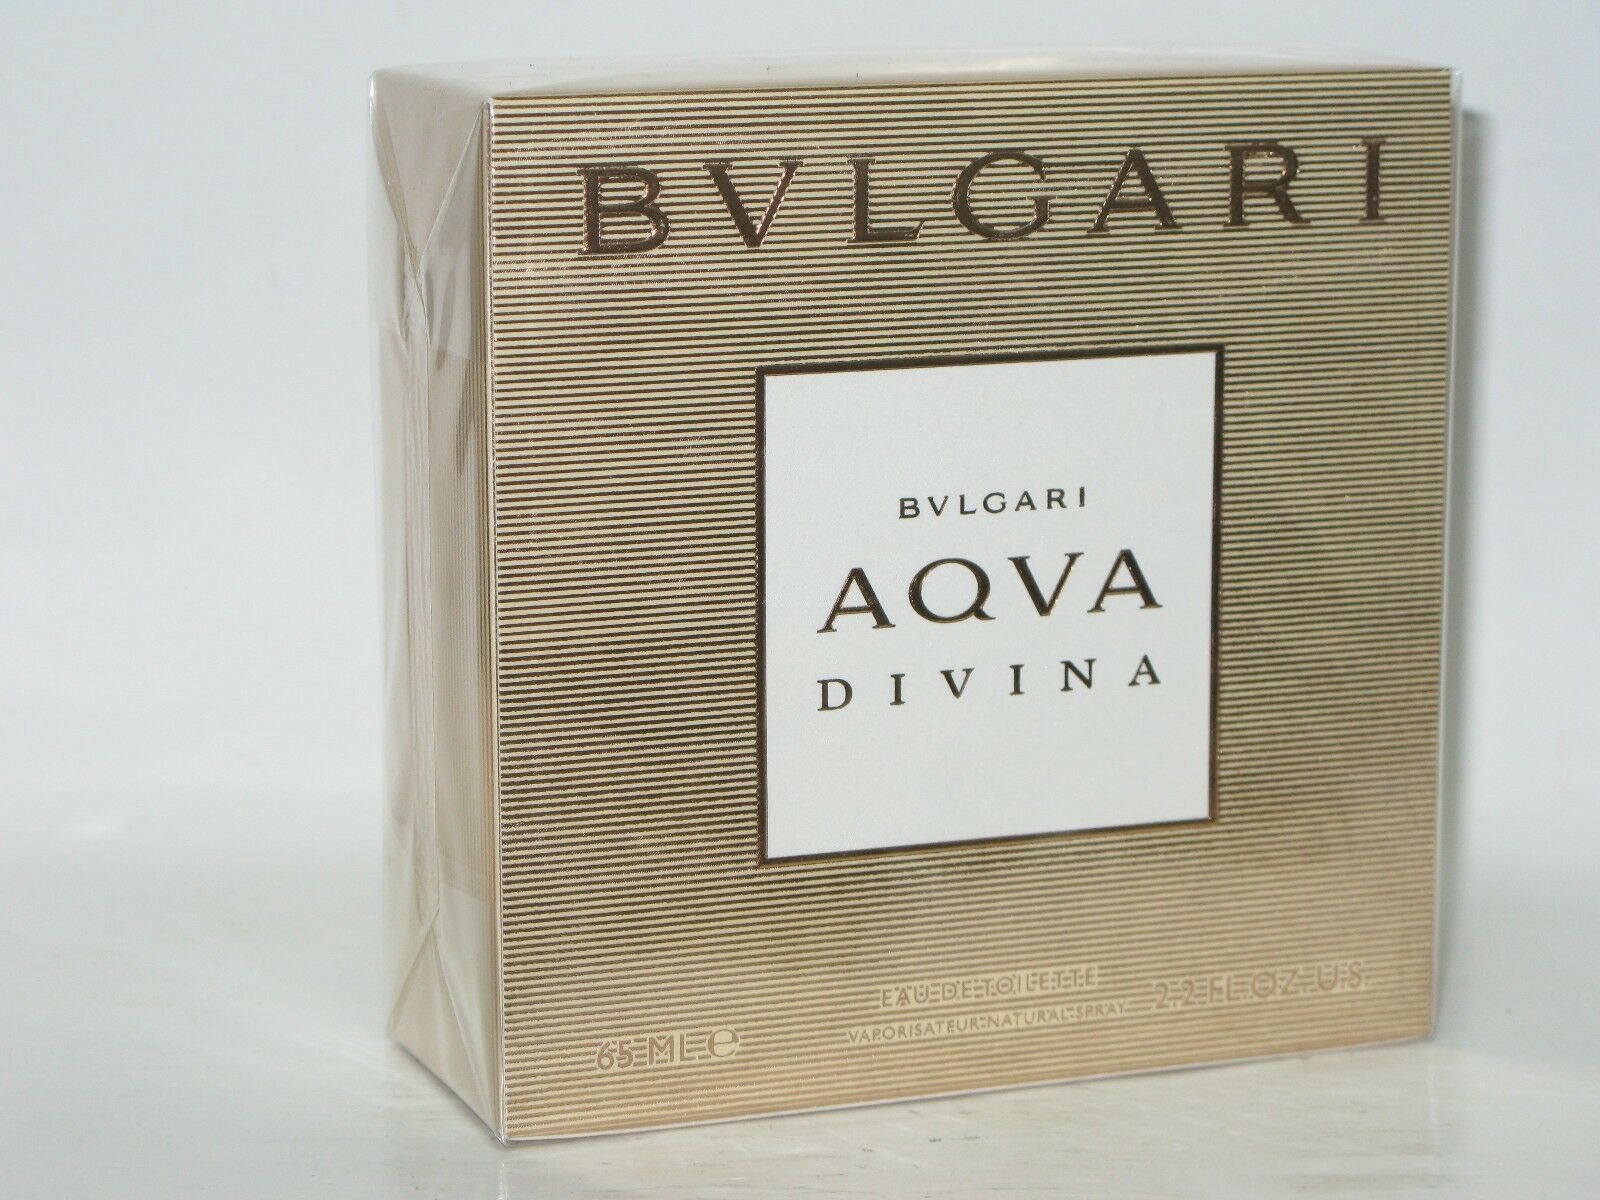 BVLGARI
BVLGARI
AQVA
DIVINA
EAU DE TOILETTE
65 ML e VAPORISATEUR-NATURAL-SPRAY 2.2 FL.OZ.US